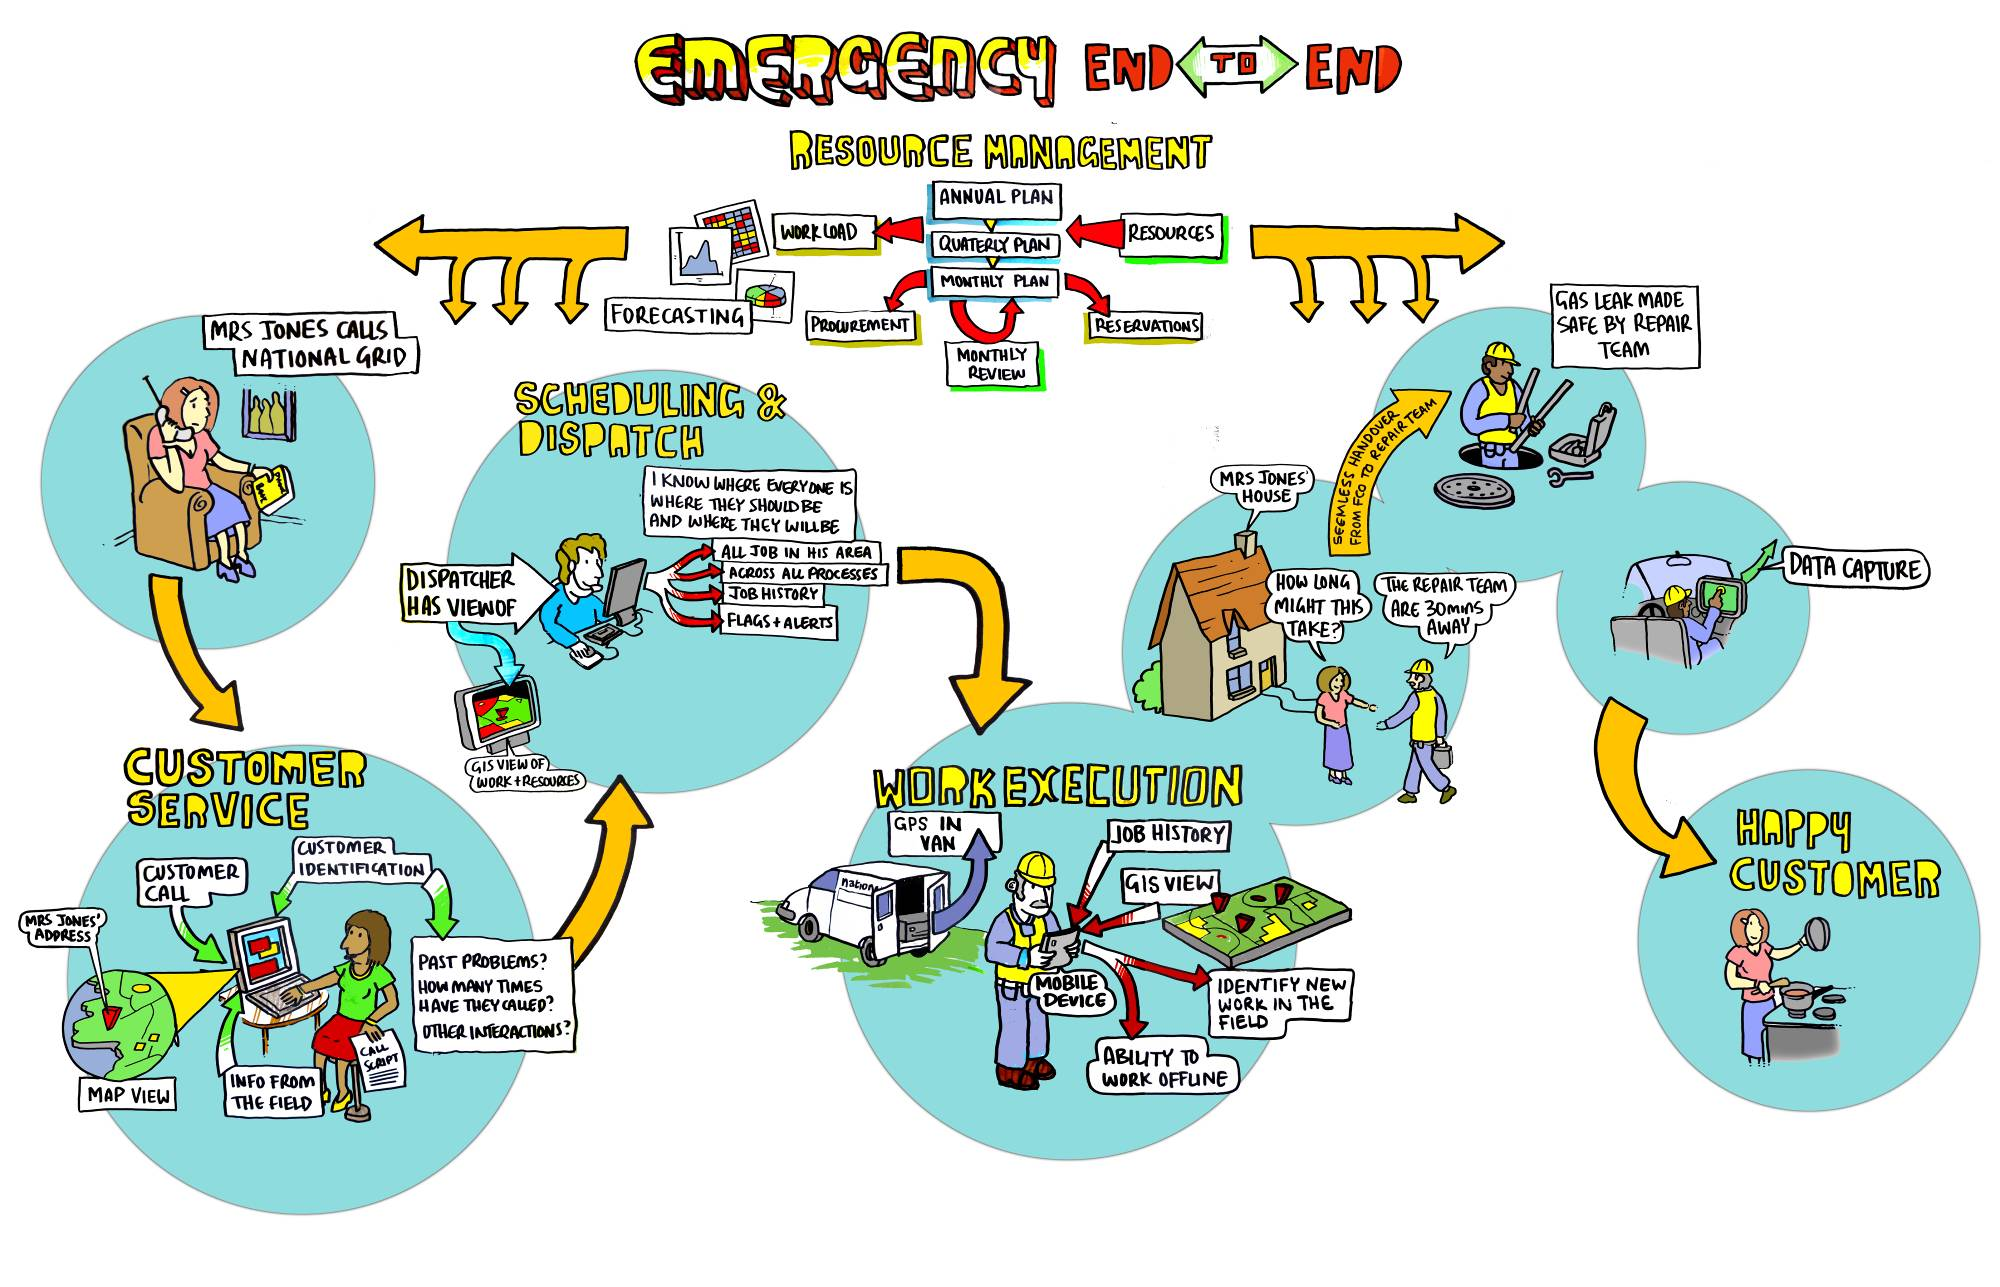 EMERGENCY END TO END
RESOURCE MANAGEMENT
FORECASTING
WORKLOAD
ANNUAL PLAN
QUATERLY PLAN
MONTHLY PLAN
RESOURCES
PROCUREMENT
MONTHLY
REVIEW
RESERVATIONS
MRS JONES CALLS
NATIONAL GRID
CUSTOMER
SERVICE
CUSTOMER
CALL
CUSTOMER
IDENTIFICATION
MRS JONES'
ADDRESS
MAP VIEW
INFO FROM
THE FIELD
CALL
SCRIPT
PAST PROBLEMS?
HOW MANY TIMES
HAVE THEY CALLED?
OTHER INTERACTIONS?
SCHEDULING &
DISPATCH
I KNOW WHERE EVERYONE IS
WHERE THEY SHOULD BE
AND WHERE THEY WILL BE
DISPATCHER
HAS VIEW OF
ALL JOB IN HIS AREA
ACROSS ALL PROCESSES
JOB HISTORY
FLAGS + ALERTS
GIS VIEW OF
WORK + RESOURCES
WORK EXECUTION
GPS IN
VAN
nation
JOB HISTORY
GIS VIEW
MOBILE
DEVICE
IDENTIFY NEW
WORK IN THE
FIELD
ABILITY TO
WORK OFFLINE
MRS JONES'
HOUSE
HOW LONG
MIGHT THIS
TAKE?
THE REPAIR TEAM
ARE 30 MINS
AWAY
SEEMLESS HANDOVER
FROM FCO TO REPAIR TEAM
GAS LEAK MADE
SAFE BY REPAIR
TEAM
DATA CAPTURE
HAPPY
CUSTOMER